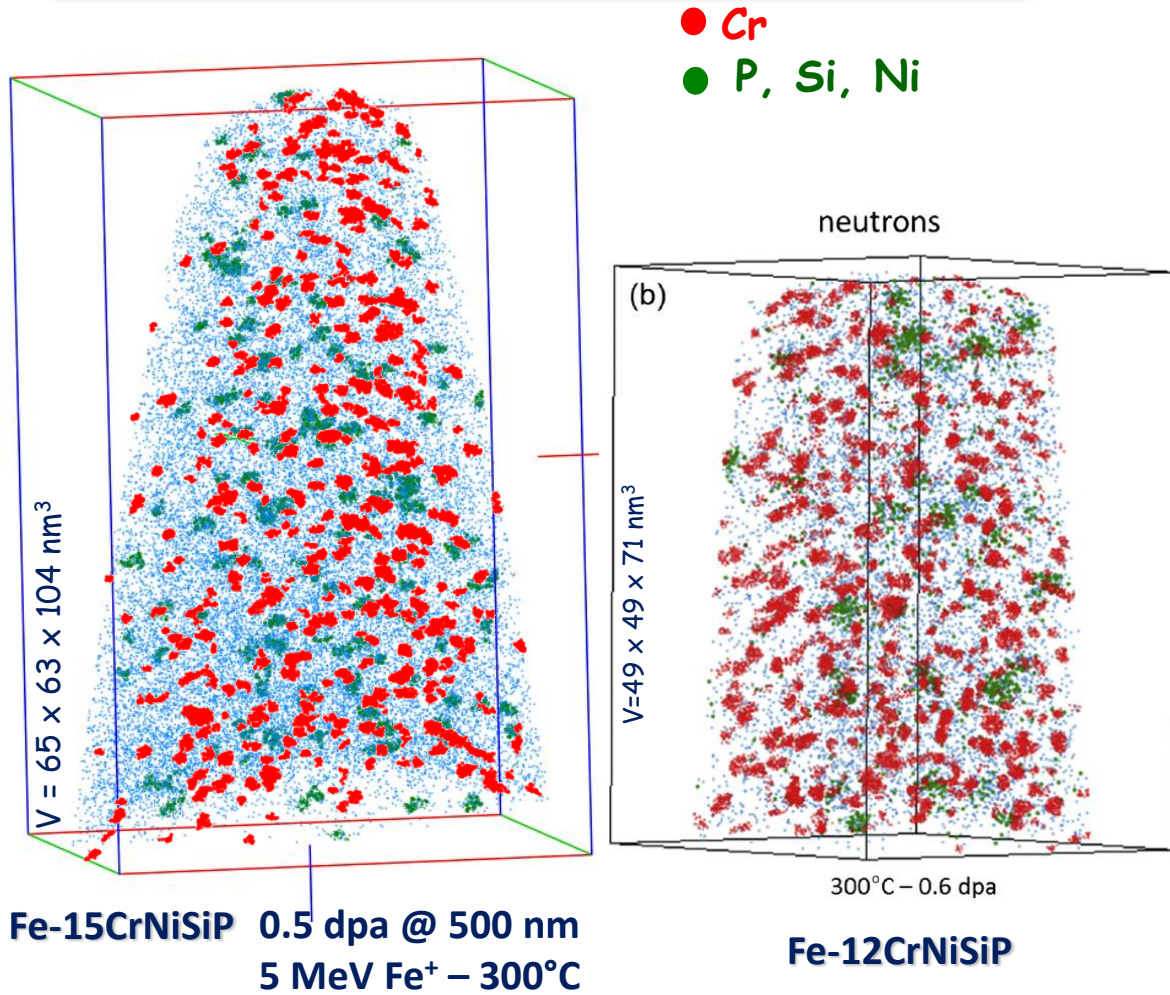 Cr
P, Si, Ni
V = 65 x 63 x 104 nm³
neutrons
(b)
V=49 x 49 x 71 nm³
300°C – 0.6 dpa
Fe-15CrNiSiP 0.5 dpa @ 500 nm
5 MeV Fe⁺ – 300°C
Fe-12CrNiSiP